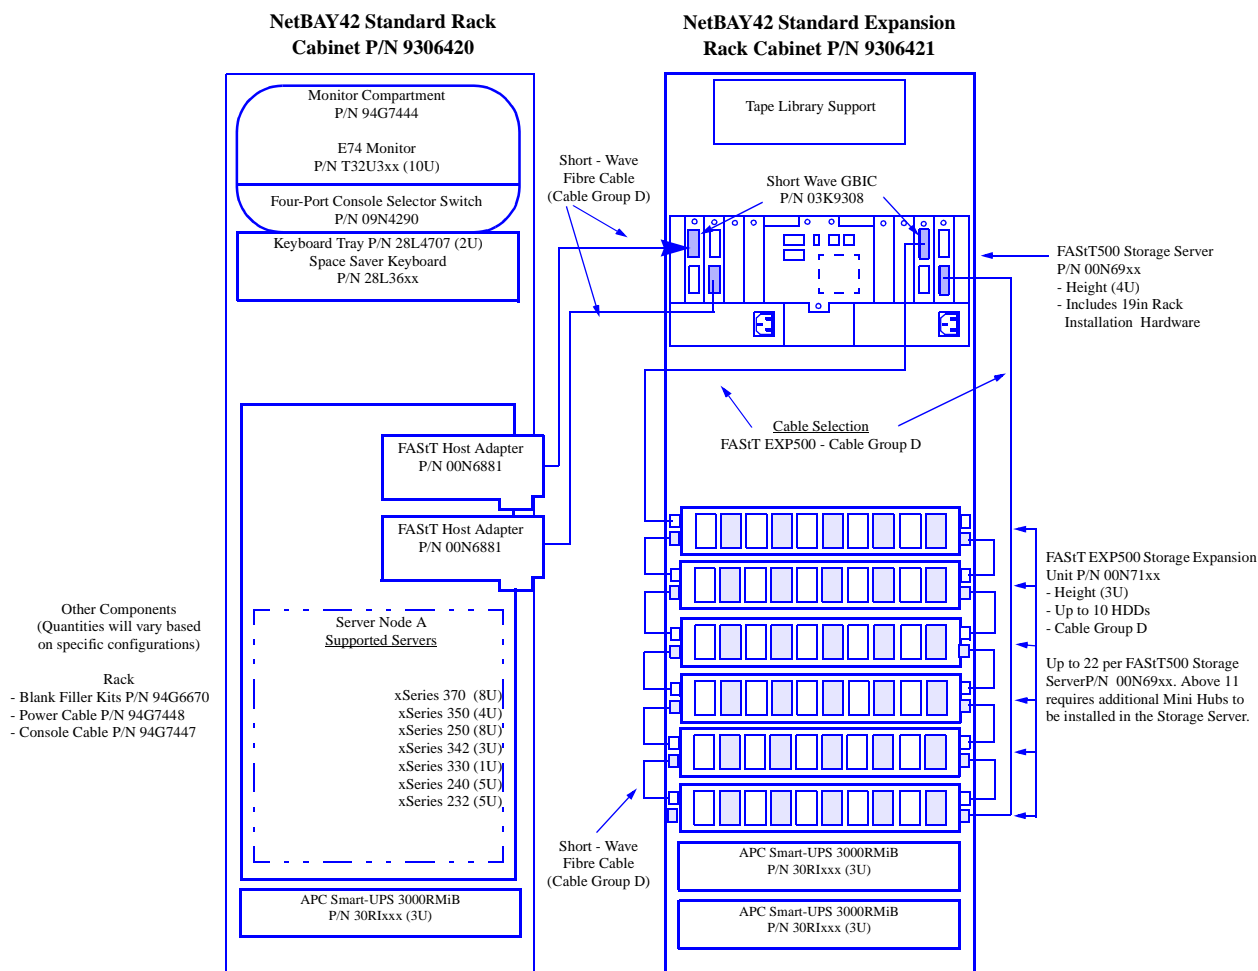 NetBAY42 Standard Rack
Cabinet P/N 9306420
NetBAY42 Standard Expansion
Rack Cabinet P/N 9306421
Monitor Compartment
P/N 94G7444
E74 Monitor
P/N T32U3xx (10U)
Four-Port Console Selector Switch
P/N 09N4290
Keyboard Tray P/N 28L4707 (2U)
Space Saver Keyboard
P/N 28L36xx
Short - Wave
Fibre Cable
(Cable Group D)
Tape Library Support
Short Wave GBIC
P/N 03K9308
FAStT500 Storage Server
P/N 00N69xx
- Height (4U)
- Includes 19in Rack
Installation Hardware
Cable Selection
FAStT EXP500 - Cable Group D
FAStT Host Adapter
P/N 00N6881
FAStT Host Adapter
P/N 00N6881
FAStT EXP500 Storage Expansion
Unit P/N 00N71xx
- Height (3U)
- Up to 10 HDDs
- Cable Group D
Up to 22 per FAStT500 Storage
ServerP/N 00N69xx. Above 11
requires additional Mini Hubs to
be installed in the Storage Server.
Other Components
(Quantities will vary based
on specific configurations)
Rack
- Blank Filler Kits P/N 94G6670
- Power Cable P/N 94G7448
- Console Cable P/N 94G7447
Server Node A
Supported Servers
xSeries 370 (8U)
xSeries 350 (4U)
xSeries 250 (8U)
xSeries 342 (3U)
xSeries 330 (1U)
xSeries 240 (5U)
xSeries 232 (5U)
Short - Wave
Fibre Cable
(Cable Group D)
APC Smart-UPS 3000RMiB
P/N 30RIxxx (3U)
APC Smart-UPS 3000RMiB
P/N 30RIxxx (3U)
APC Smart-UPS 3000RMiB
P/N 30RIxxx (3U)